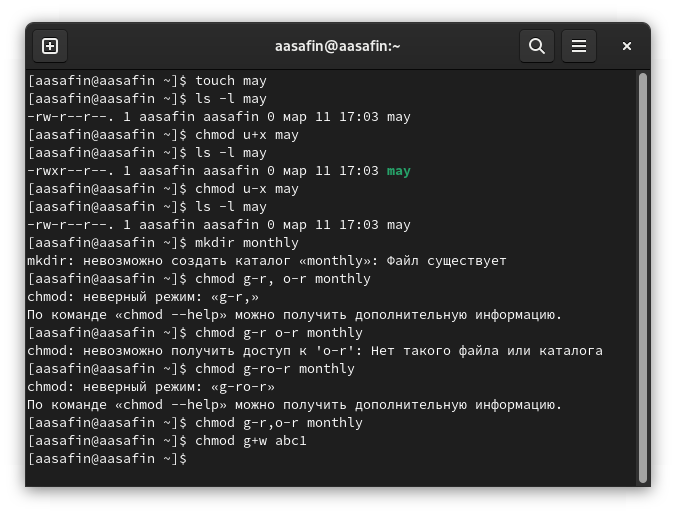 aasafin@aasafin:~
[aasafin@aasafin ~]$ touch may
[aasafin@aasafin ~]$ ls -l may
-rw-r--r--. 1 aasafin aasafin 0 мар 11 17:03 may
[aasafin@aasafin ~]$ chmod u+x may
[aasafin@aasafin ~]$ ls -l may
-rwxr--r--. 1 aasafin aasafin 0 мар 11 17:03 may
[aasafin@aasafin ~]$ chmod u-x may
[aasafin@aasafin ~]$ ls -l may
-rw-r--r--. 1 aasafin aasafin 0 мар 11 17:03 may
[aasafin@aasafin ~]$ mkdir monthly
mkdir: невозможно создать каталог «monthly»: Файл существует
[aasafin@aasafin ~]$ chmod g-r, o-r monthly
chmod: неверный режим: «g-r,»
По команде «chmod --help» можно получить дополнительную информацию.
[aasafin@aasafin ~]$ chmod g-r o-r monthly
chmod: невозможно получить доступ к 'o-r': Нет такого файла или каталога
[aasafin@aasafin ~]$ chmod g-ro-r monthly
chmod: неверный режим: «g-ro-r»
По команде «chmod --help» можно получить дополнительную информацию.
[aasafin@aasafin ~]$ chmod g-r,o-r monthly
[aasafin@aasafin ~]$ chmod g+w abc1
[aasafin@aasafin ~]$